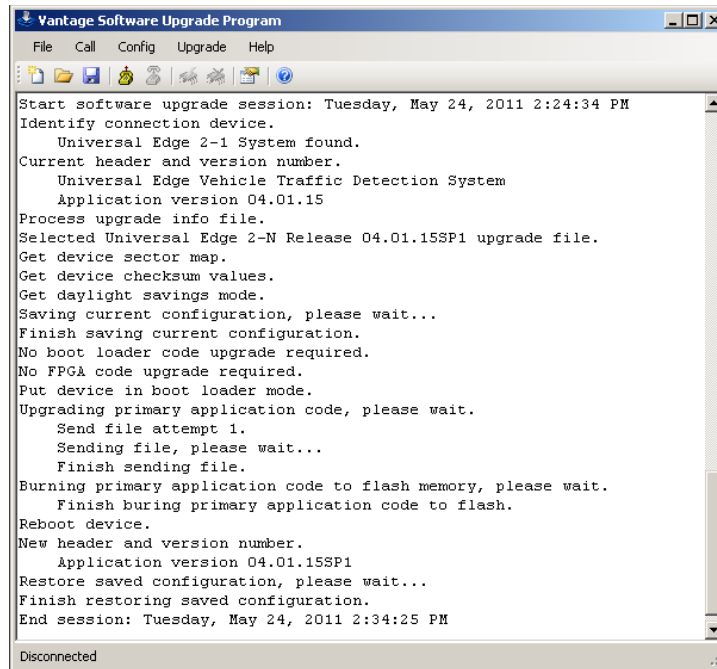 Vantage Software Upgrade Program
File Call Config Upgrade Help
Start software upgrade session: Tuesday, May 24, 2011 2:24:34 PM
Identify connection device.
Universal Edge 2-1 System found.
Current header and version number.
Universal Edge Vehicle Traffic Detection System
Application version 04.01.15
Process upgrade info file.
Selected Universal Edge 2-N Release 04.01.15SP1 upgrade file.
Get device sector map.
Get device checksum values.
Get daylight savings mode.
Saving current configuration, please wait...
Finish saving current configuration.
No boot loader code upgrade required.
No FPGA code upgrade required.
Put device in boot loader mode.
Upgrading primary application code, please wait.
Send file attempt 1.
Sending file, please wait...
Finish sending file.
Burning primary application code to flash memory, please wait.
Finish buring primary application code to flash.
Reboot device.
New header and version number.
Application version 04.01.15SP1
Restore saved configuration, please wait...
Finish restoring saved configuration.
End session: Tuesday, May 24, 2011 2:34:25 PM
Disconnected